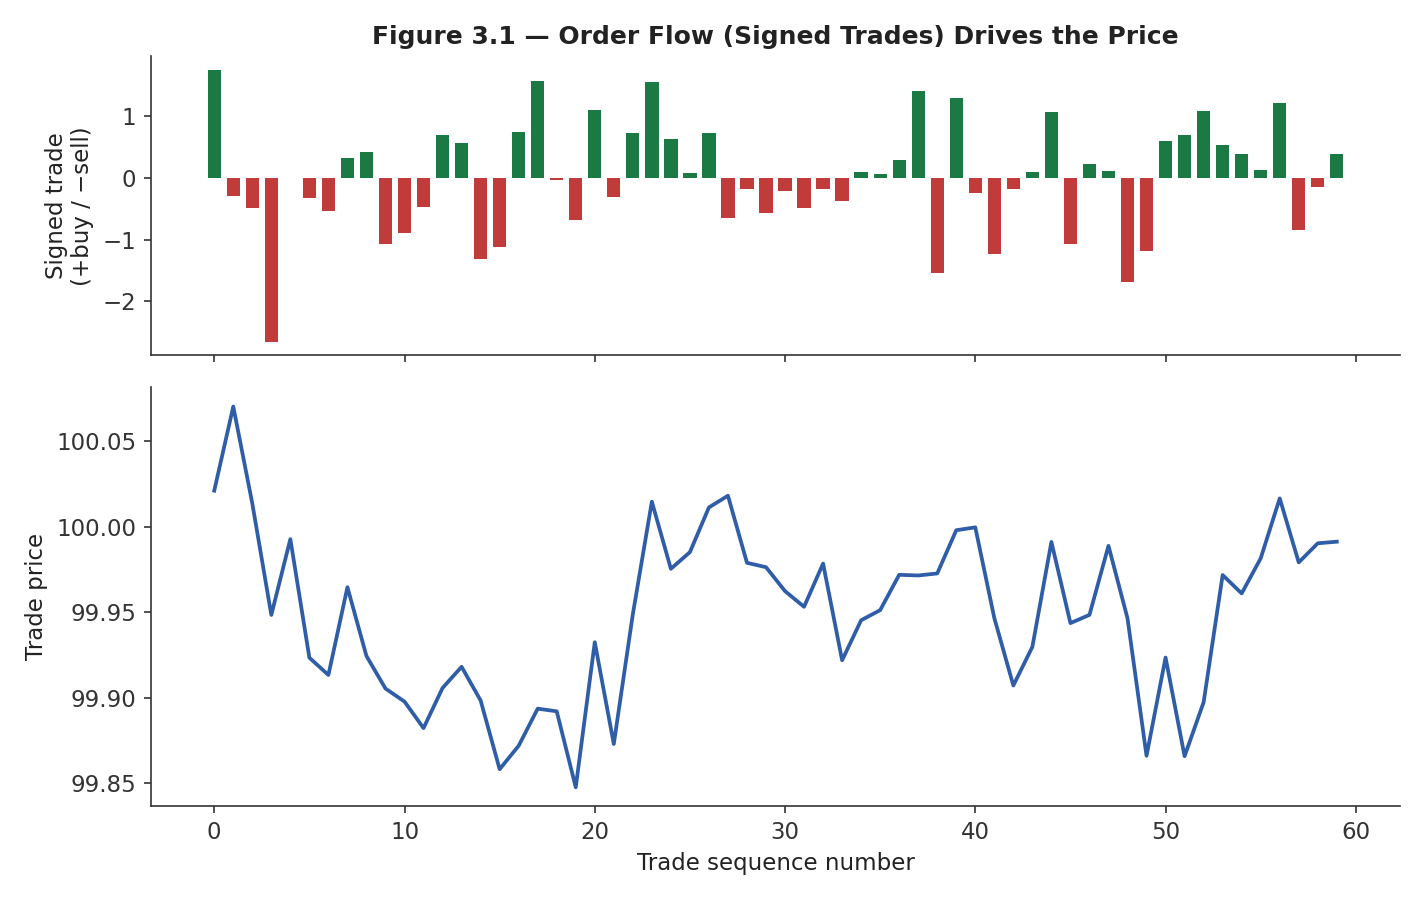 Figure 3.1 — Order Flow (Signed Trades) Drives the Price
Signed trade
(+buy / −sell)
1
0
−1
−2
Trade price
100.05
100.00
99.95
99.90
99.85
0 10 20 30 40 50 60
Trade sequence number